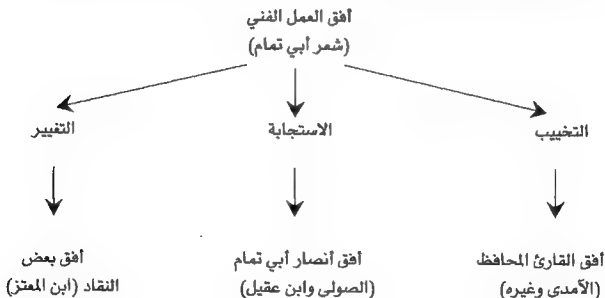 أفق العمل الفني
(شعر أبي تمام)
التخييب
الاستجابة
التغيير
أفق القارئ المحافظ
(الآمدي وغيره)
أفق أنصار أبي تمام
(الصولي وابن عقيل)
أفق بعض
النقاد (ابن المعتز)